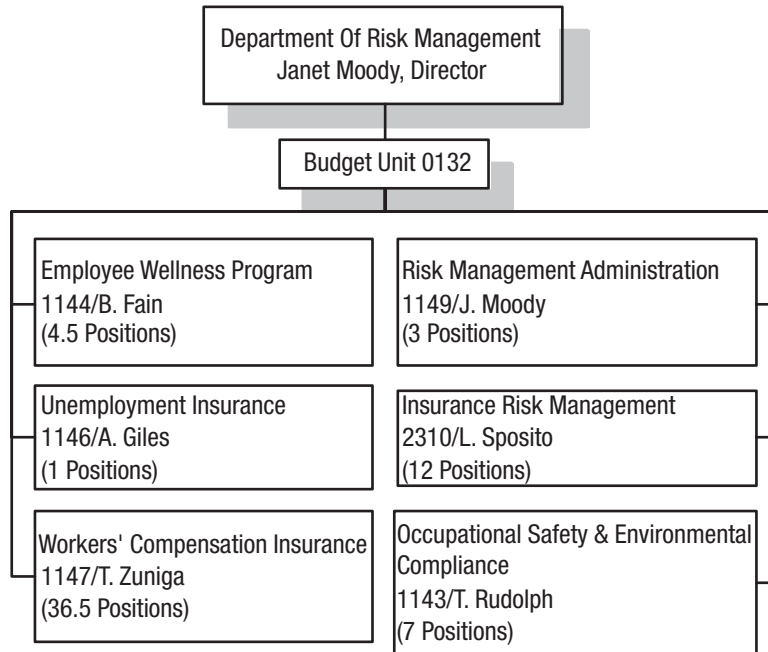 Department Of Risk Management
Janet Moody, Director
Budget Unit 0132
Employee Wellness Program
1144/B. Fain
(4.5 Positions)
Risk Management Administration
1149/J. Moody
(3 Positions)
Unemployment Insurance
1146/A. Giles
(1 Positions)
Insurance Risk Management
2310/L. Sposito
(12 Positions)
Workers' Compensation Insurance
1147/T. Zuniga
(36.5 Positions)
Occupational Safety & Environmental
Compliance
1143/T. Rudolph
(7 Positions)